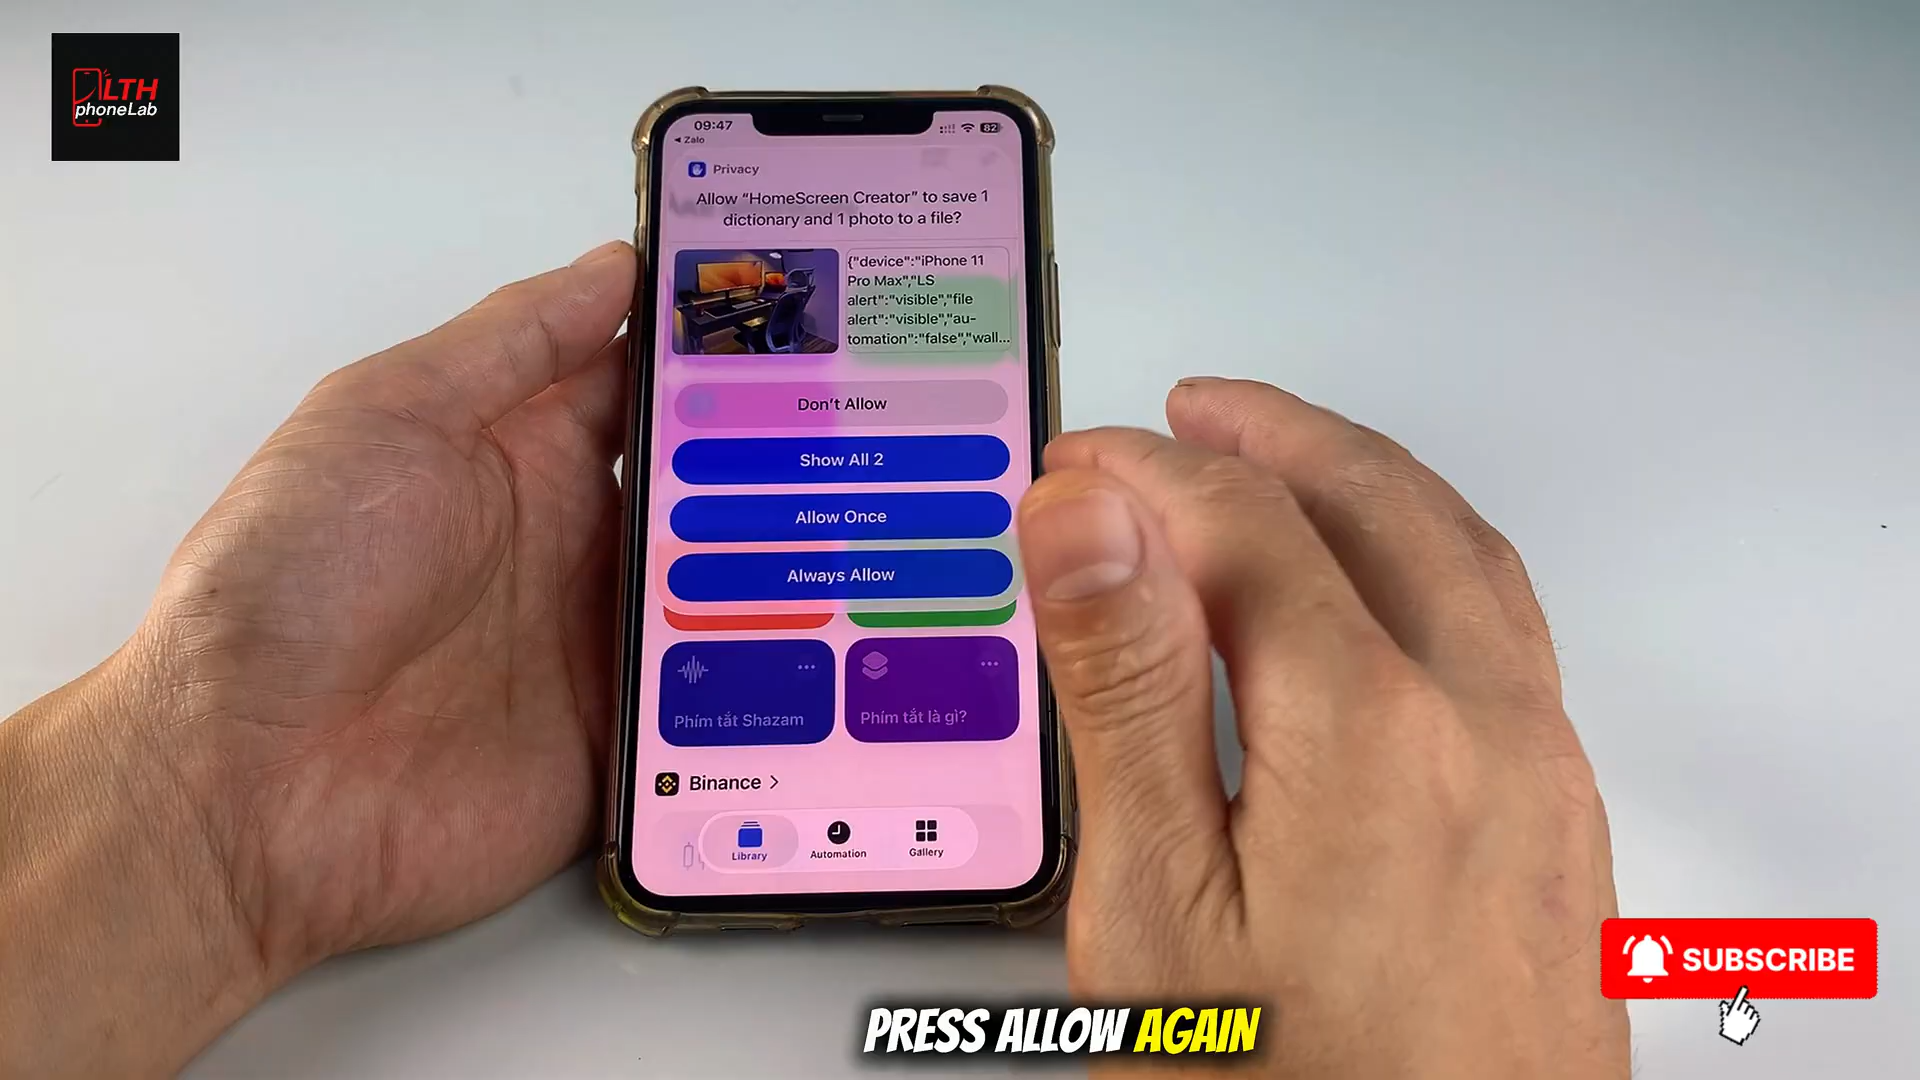 LTH
phoneLab
09:47
82
◂ Zalo
Privacy
Allow “HomeScreen Creator” to save 1
dictionary and 1 photo to a file?
{"device":"iPhone 11
Pro Max","LS
alert":"visible","file
alert":"visible","au-
tomation":"false","wall...
Don’t Allow
Show All 2
Allow Once
Always Allow
Phím tắt Shazam
Phím tắt là gì?
Binance >
Library
Automation
Gallery
SUBSCRIBE
PRESS ALLOW AGAIN